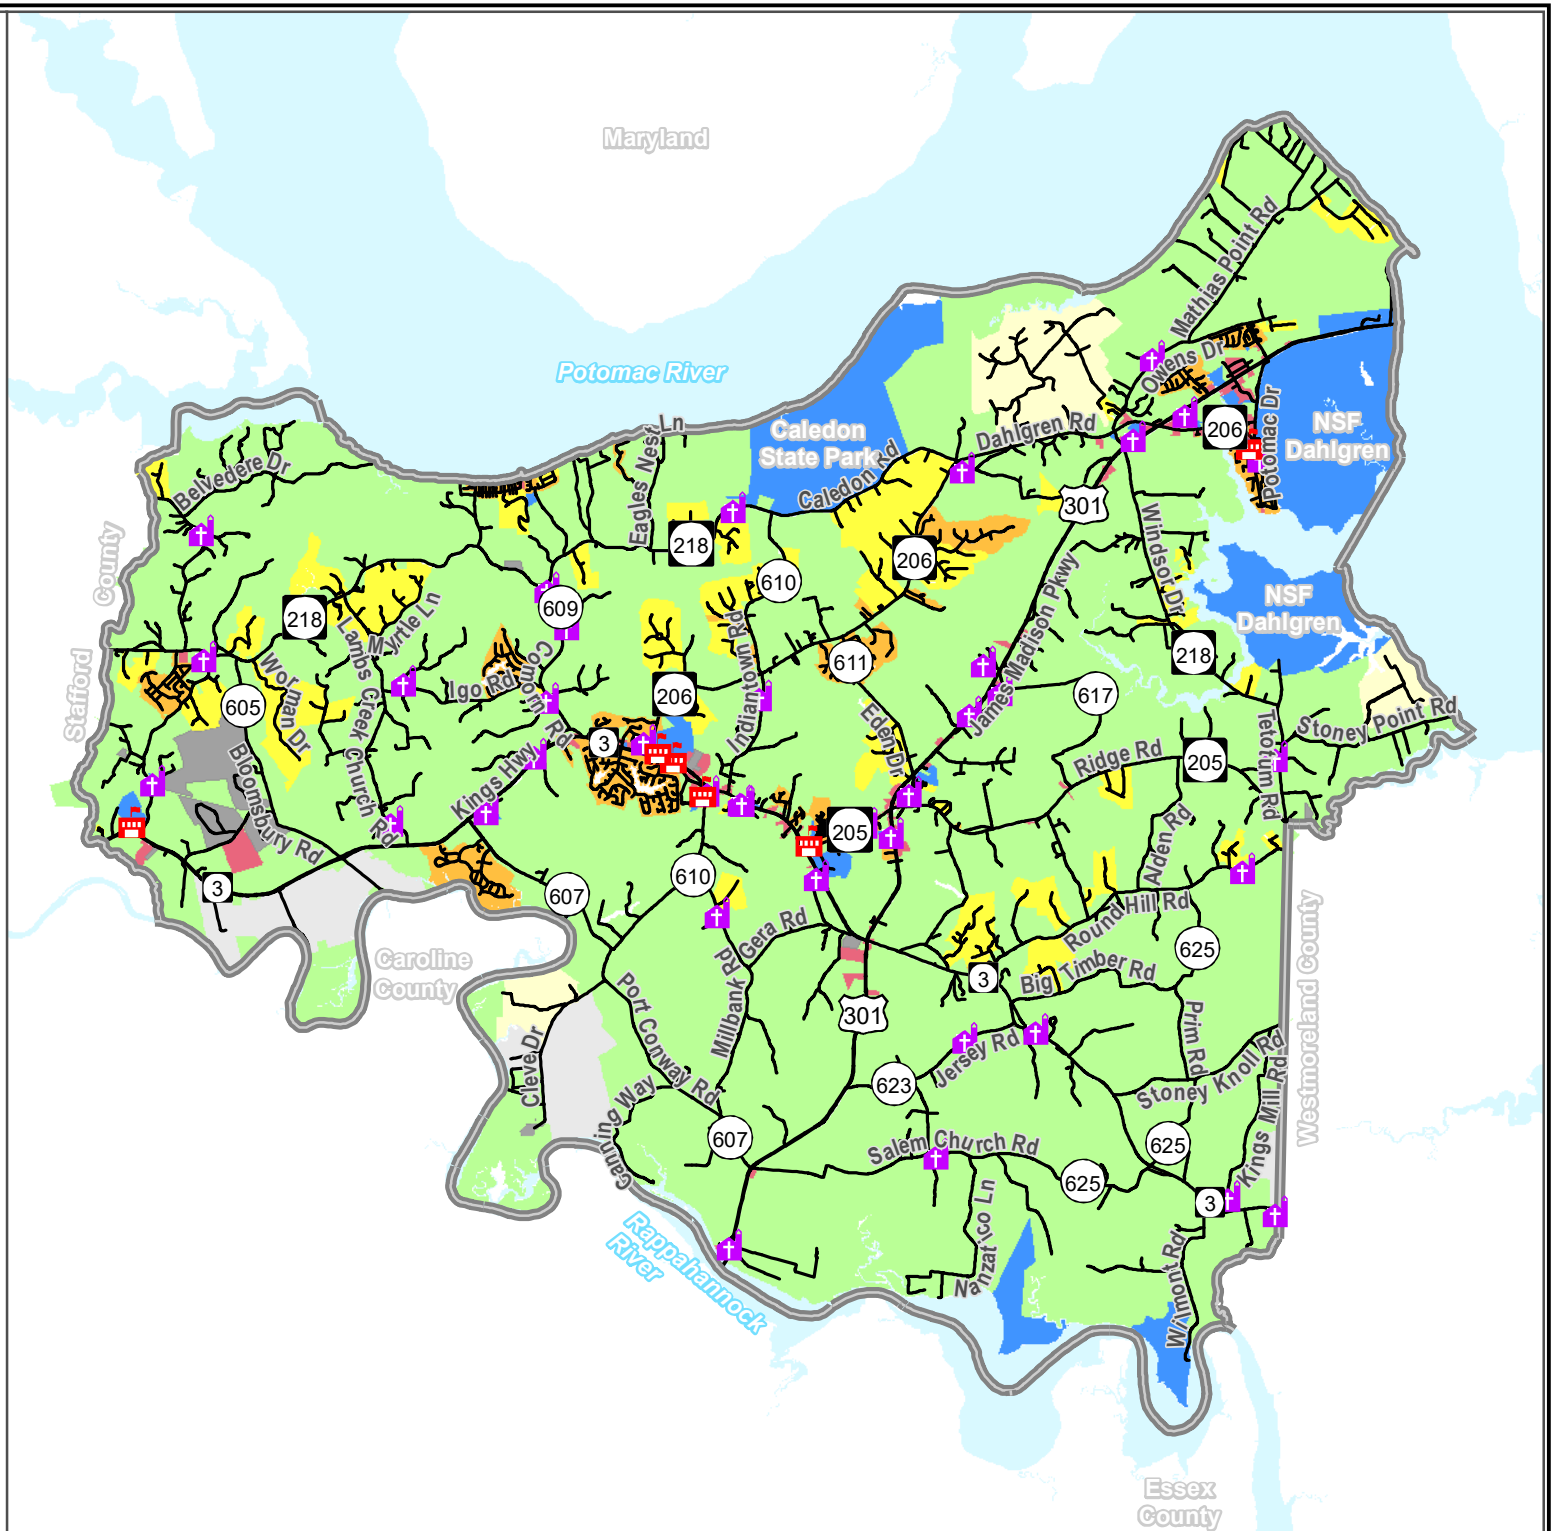 Maryland
Mathias Point Rd
Potomac River
Owens Dr
Potomac Dr
NSF
Dahlgren
206
Eagles Nest Ln
Caledon
State Park
Dahlgren Rd
Caledon Rd
Belvedere Dr
301
Windsor Dr
County
218
206
610
James Madison Pkwy
NSF
Dahlgren
609
218
Lambs Creek Church Rd
Myrtle Ln
Indiantown Rd
611
218
Stafford
Worman Dr
Igo Rd
Comorn Rd
206
617
605
Eden Dr
Stoney Point Rd
Tetotum Rd
3
Ridge Rd
205
Bloomsbury Rd
Kings Hwy
205
Alden Rd
3
607
610
Round Hill Rd
Gera Rd
625
Westmoreland County
Caroline
County
Millbank Rd
3
Big Timber Rd
Port Conway Rd
301
Prim Rd
Cleve Dr
Jersey Rd
623
Stoney Knoll Rd
Kings Mill Rd
Canning Way
607
Salem Church Rd
625
625
Nanzatico Ln
3
Rappahannock
River
Wilmont Rd
Essex
County